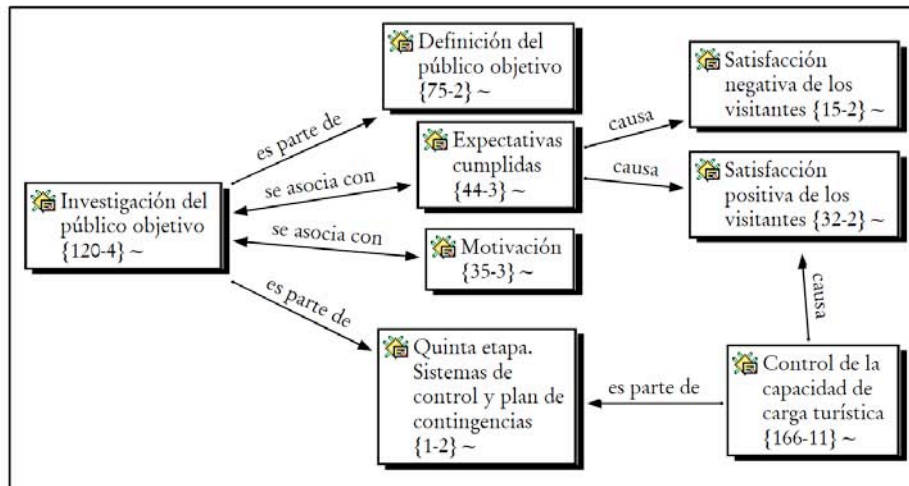 Definición del
público objetivo
{75-2} ~
Satisfacción
negativa de los
visitantes {15-2} ~
es parte de
causa
Expectativas
cumplidas
{44-3} ~
causa
Satisfacción
positiva de los
visitantes {32-2} ~
se asocia con
Investigación del
público objetivo
{120-4} ~
se asocia con
Motivación
{35-3} ~
es parte de
causa
Quinta etapa.
Sistemas de
control y plan de
contingencias
{1-2} ~
es parte de
Control de la
capacidad de
carga turística
{166-11} ~